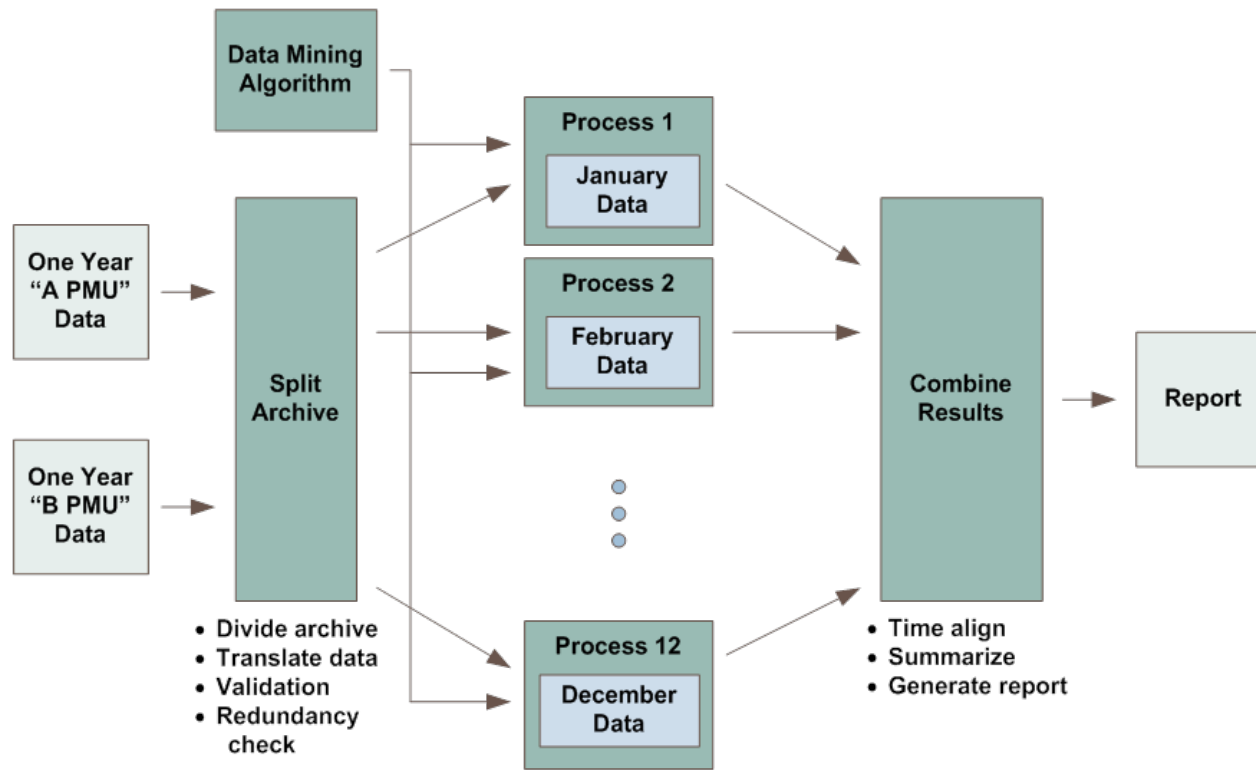 Data Mining
Algorithm
One Year
“A PMU”
Data
One Year
“B PMU”
Data
Split
Archive
• Divide archive
• Translate data
• Validation
• Redundancy
check
Process 1
January
Data
Process 2
February
Data
Process 12
December
Data
Combine
Results
• Time align
• Summarize
• Generate report
Report